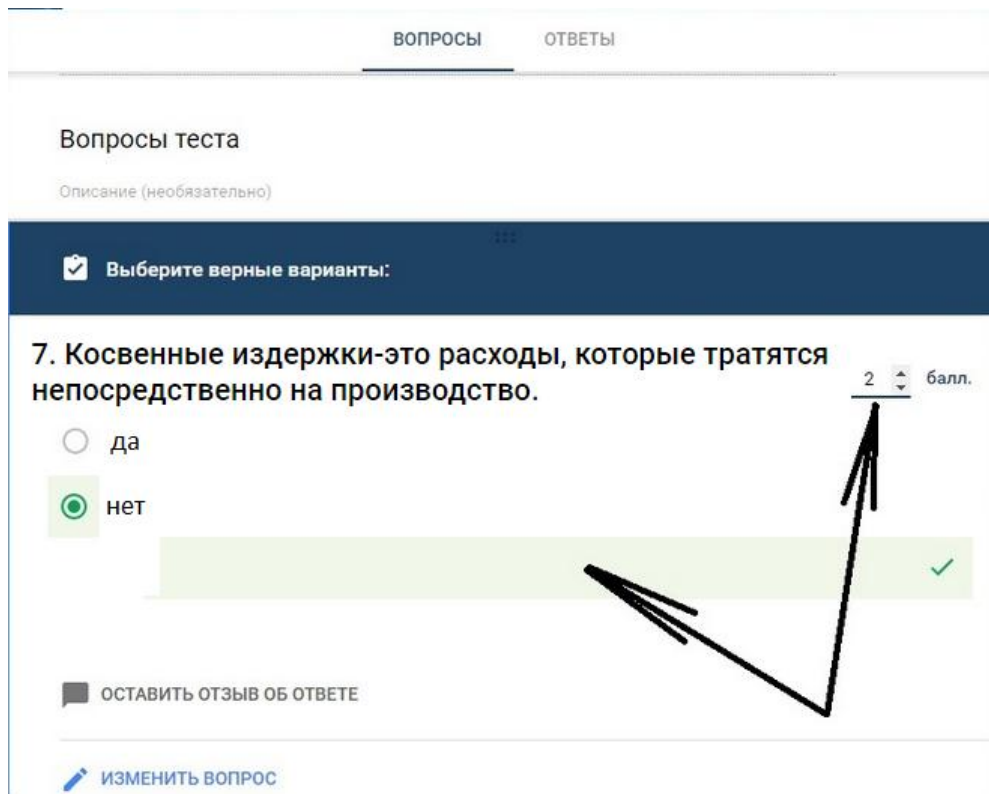 ВОПРОСЫ ОТВЕТЫ
Вопросы теста
Описание (необязательно)
Выберите верные варианты:
7. Косвенные издержки-это расходы, которые тратятся
непосредственно на производство.
2 балл.
да
нет
ОСТАВИТЬ ОТЗЫВ ОБ ОТВЕТЕ
ИЗМЕНИТЬ ВОПРОС